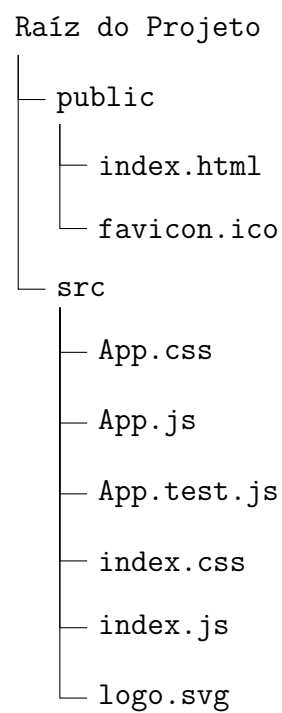 Raíz do Projeto
public
index.html
favicon.ico
src
App.css
App.js
App.test.js
index.css
index.js
logo.svg